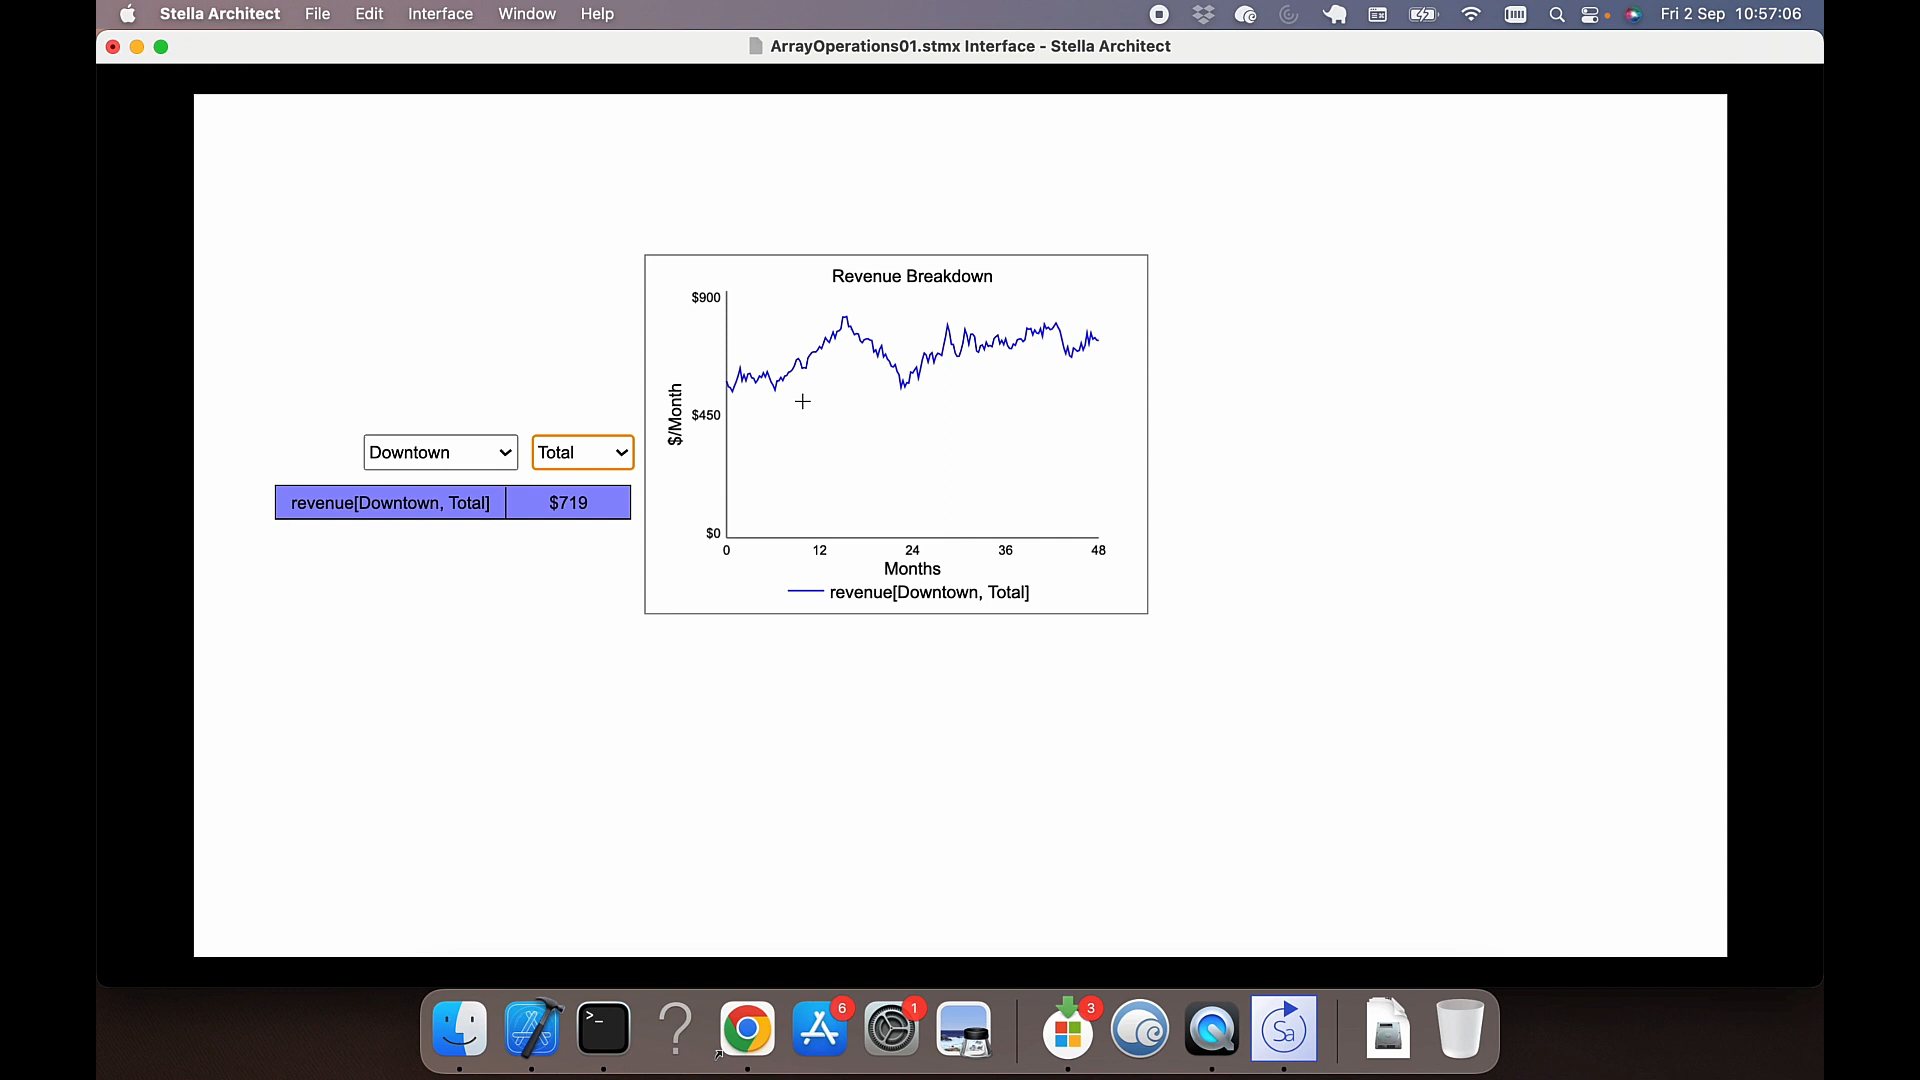 Stella Architect File Edit Interface Window Help Fri 2 Sep 10:57:06
ArrayOperations01.stmx Interface - Stella Architect
Revenue Breakdown
$900
$/Month
$450
$0
0 12 24 36 48
Months
revenue[Downtown, Total]
Downtown Total
revenue[Downtown, Total] $719
>_ ? 6 1 3 Sa